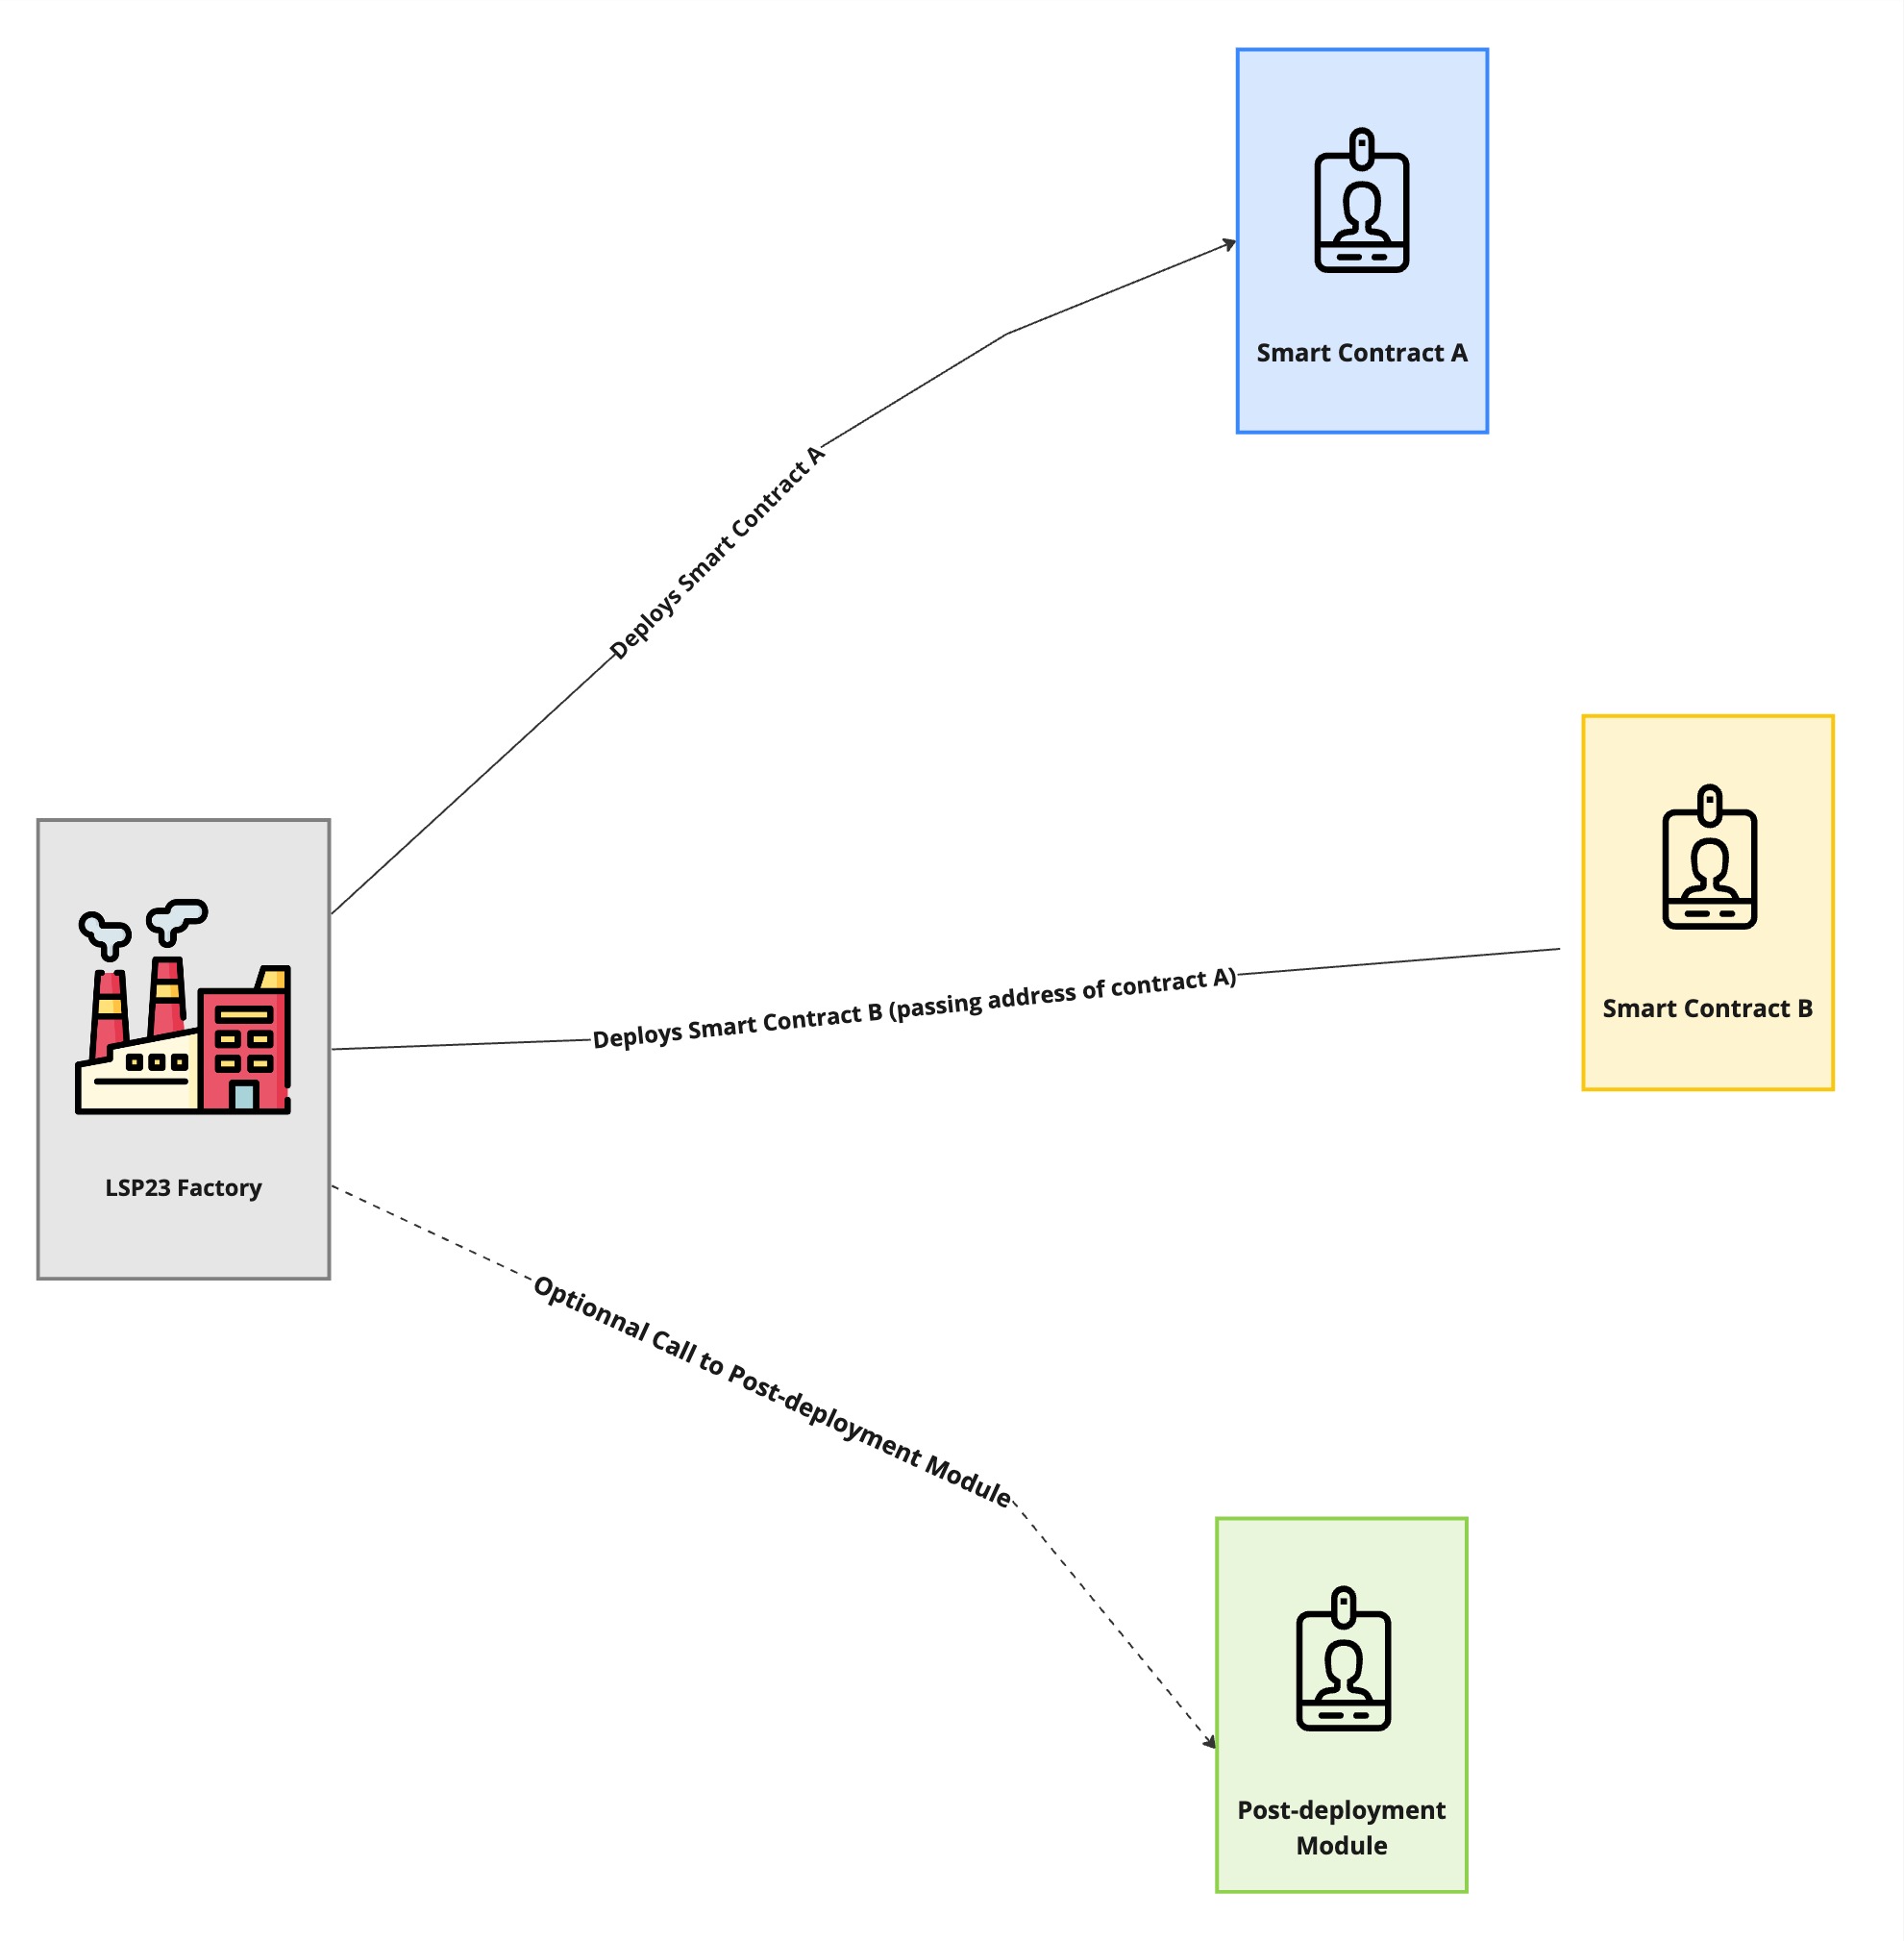 Smart Contract A
Deploys Smart Contract A
Smart Contract B
Deploys Smart Contract B (passing address of contract A)
LSP23 Factory
Optionnal Call to Post-deployment Module
Post-deployment
Module